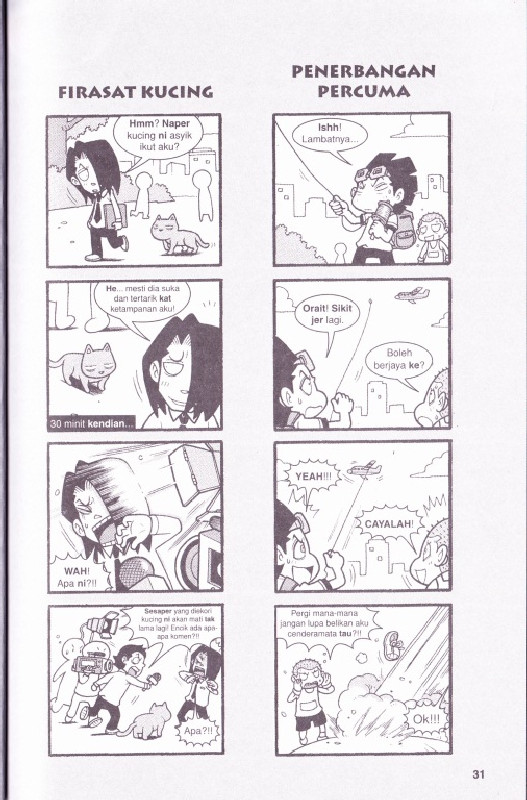 FIRASAT KUCING
Hmm? Naper
kucing ni asyik
ikut aku?
He... mesti dia suka
dan tertarik kat
ketampanan aku!
30 minit kendian...
WAH!
Apa ni?!!
Sesaper yang diekori
kucing ni akan mati tak
lama lagi! Encik ada apa-
apa komen?!!
Apa?!!
PENERBANGAN
PERCUMA
Ishh!
Lambatnya...
Orait! Sikit
jer lagi.
Boleh
berjaya ke?
YEAH!!!
CAYALAH!
Pergi mana-mana
jangan lupa belikan aku
cenderamata tau?!!
Ok!!!
31